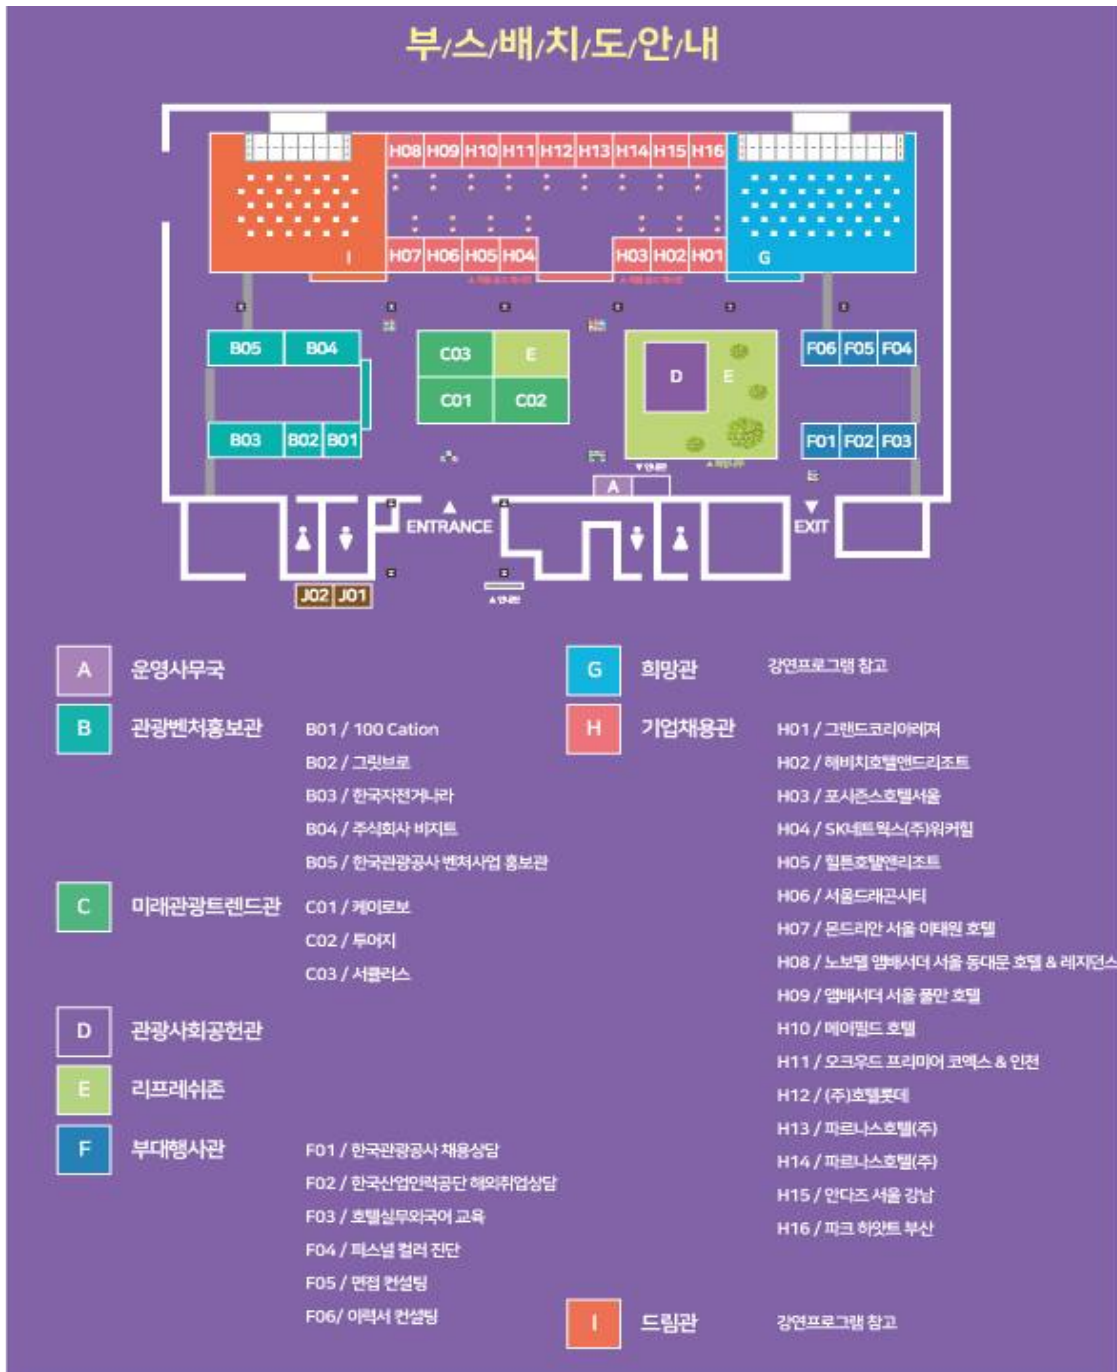 부/스/배/치/도/안/내
H08 H09 H10 H11 H12 H13 H14 H15 H16
I
H07 H06 H05 H04
H03 H02 H01
G
B05 B04
C03 E
D E
F06 F05 F04
C01 C02
B03 B02 B01
F01 F02 F03
A
ENTRANCE
EXIT
J02 J01
A 운영사무국
B 관광벤처홍보관
B01 / 100 Cation
B02 / 그릿브로
B03 / 한국자전거나라
B04 / 주식회사 비지트
B05 / 한국관광공사 벤처사업 홍보관
C 미래관광트렌드관
C01 / 케이로보
C02 / 투어지
C03 / 서큘러스
D 관광사회공헌관
E 리프레쉬존
F 부대행사관
F01 / 한국관광공사 채용상담
F02 / 한국산업인력공단 해외취업상담
F03 / 호텔실무외국어 교육
F04 / 퍼스널 컬러 진단
F05 / 면접 컨설팅
F06/ 이력서 컨설팅
G 희망관 강연프로그램 참고
H 기업채용관
H01 / 그랜드코리아레저
H02 / 해비치호텔앤드리조트
H03 / 포시즌스호텔서울
H04 / SK네트웍스(주)워커힐
H05 / 힐튼호텔앤리조트
H06 / 서울드래곤시티
H07 / 몬드리안 서울 이태원 호텔
H08 / 노보텔 앰배서더 서울 동대문 호텔 & 레지던스
H09 / 앰배서더 서울 풀만 호텔
H10 / 메이필드 호텔
H11 / 오크우드 프리미어 코엑스 & 인천
H12 / (주)호텔롯데
H13 / 파르나스호텔(주)
H14 / 파르나스호텔(주)
H15 / 안다즈 서울 강남
H16 / 파크 하얏트 부산
I 드림관 강연프로그램 참고